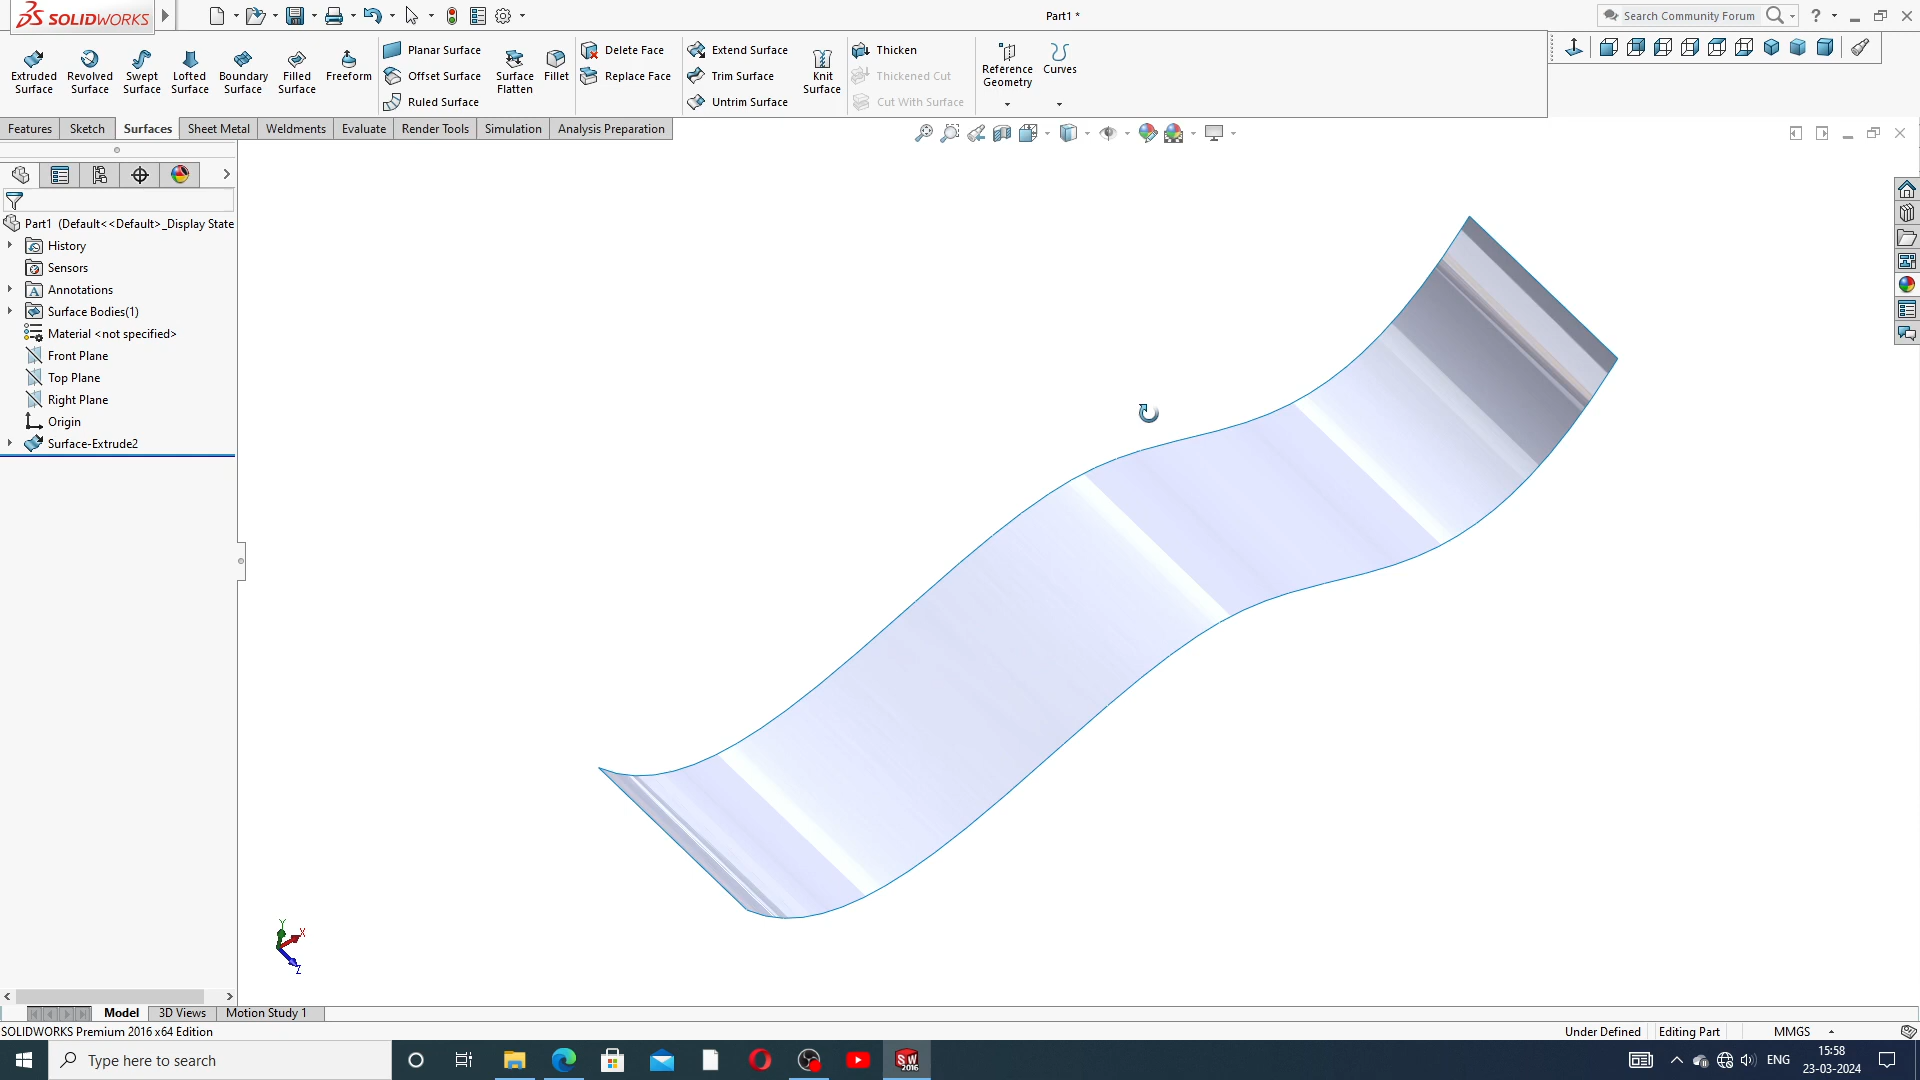 SOLIDWORKS
Part1 *
Search Community Forum
Extruded Surface
Revolved Surface
Swept Surface
Lofted Surface
Boundary Surface
Filled Surface
Freeform
Planar Surface
Offset Surface
Ruled Surface
Surface Flatten
Fillet
Delete Face
Replace Face
Extend Surface
Trim Surface
Untrim Surface
Knit Surface
Thicken
Thickened Cut
Cut With Surface
Reference Geometry
Curves
Features
Sketch
Surfaces
Sheet Metal
Weldments
Evaluate
Render Tools
Simulation
Analysis Preparation
Part1 (Default<<Default>_Display State
History
Sensors
Annotations
Surface Bodies(1)
Material <not specified>
Front Plane
Top Plane
Right Plane
Origin
Surface-Extrude2
Y
X
Z
Model
3D Views
Motion Study 1
SOLIDWORKS Premium 2016 x64 Edition
Under Defined
Editing Part
MMGS
Type here to search
SW
2016
ENG
15:58
23-03-2024